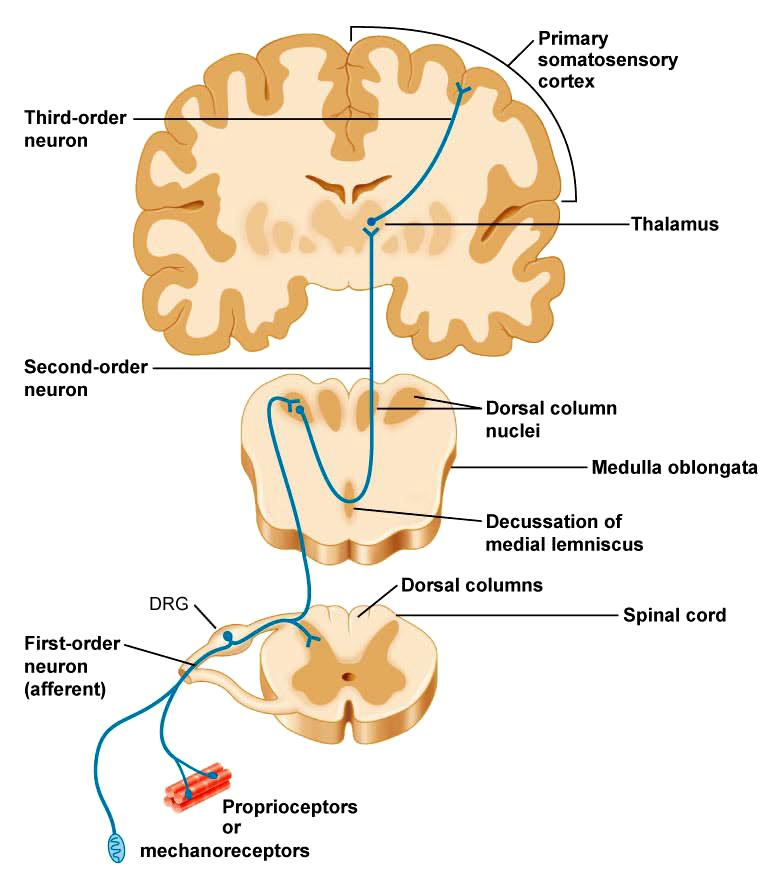 Primary
somatosensory
cortex
Third-order
neuron
Thalamus
Second-order
neuron
Dorsal column
nuclei
Medulla oblongata
Decussation of
medial lemniscus
Dorsal columns
DRG
Spinal cord
First-order
neuron
(afferent)
Proprioceptors
or
mechanoreceptors